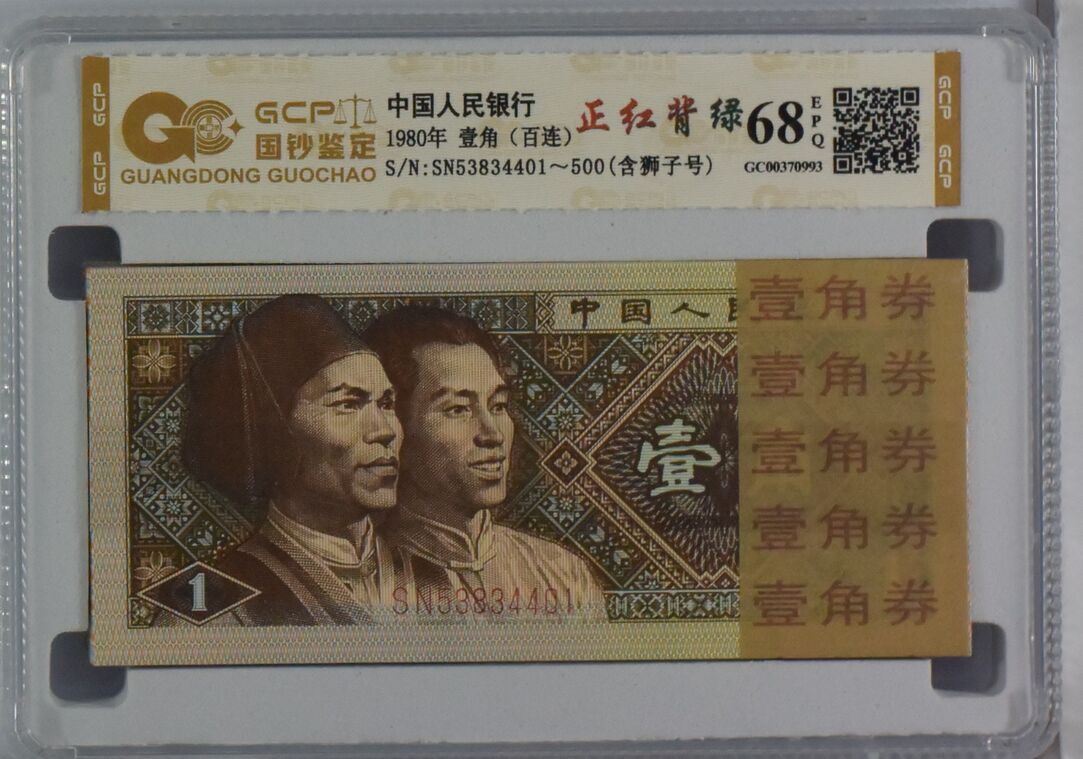 GCP
GCP
GCP
国钞鉴定
GUANGDONG GUOCHAO
中国人民银行
1980年 壹角（百连）
S/N:SN53834401～500(含狮子号)
正红背绿
68
EPQ
GC00370993
GCP
GCP
中国人民
壹角券
壹角券
壹角券
壹角券
壹角券
壹
1
SN53834401